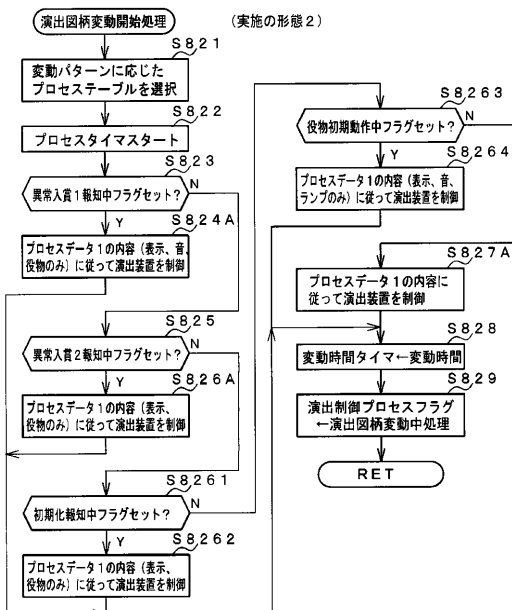 演出図柄変動開始処理
(実施の形態2)
S821
変動パターンに応じた
プロセステーブルを選択
S822
プロセスタイマスタート
S823
異常入賞1報知中フラグセット?
N
Y
S824A
プロセスデータ1の内容(表示、音、
役物のみ)に従って演出装置を制御
S825
異常入賞2報知中フラグセット?
N
Y
S826A
プロセスデータ1の内容(表示、
役物のみ)に従って演出装置を制御
S8261
初期化報知中フラグセット?
N
Y
S8262
プロセスデータ1の内容(表示、
役物のみ)に従って演出装置を制御
S8263
役物初期動作中フラグセット?
N
Y
S8264
プロセスデータ1の内容(表示、音、
ランプのみ)に従って演出装置を制御
S827A
プロセスデータ1の内容に
従って演出装置を制御
S828
変動時間タイマ←変動時間
S829
演出制御プロセスフラグ
←演出図柄変動中処理
RET